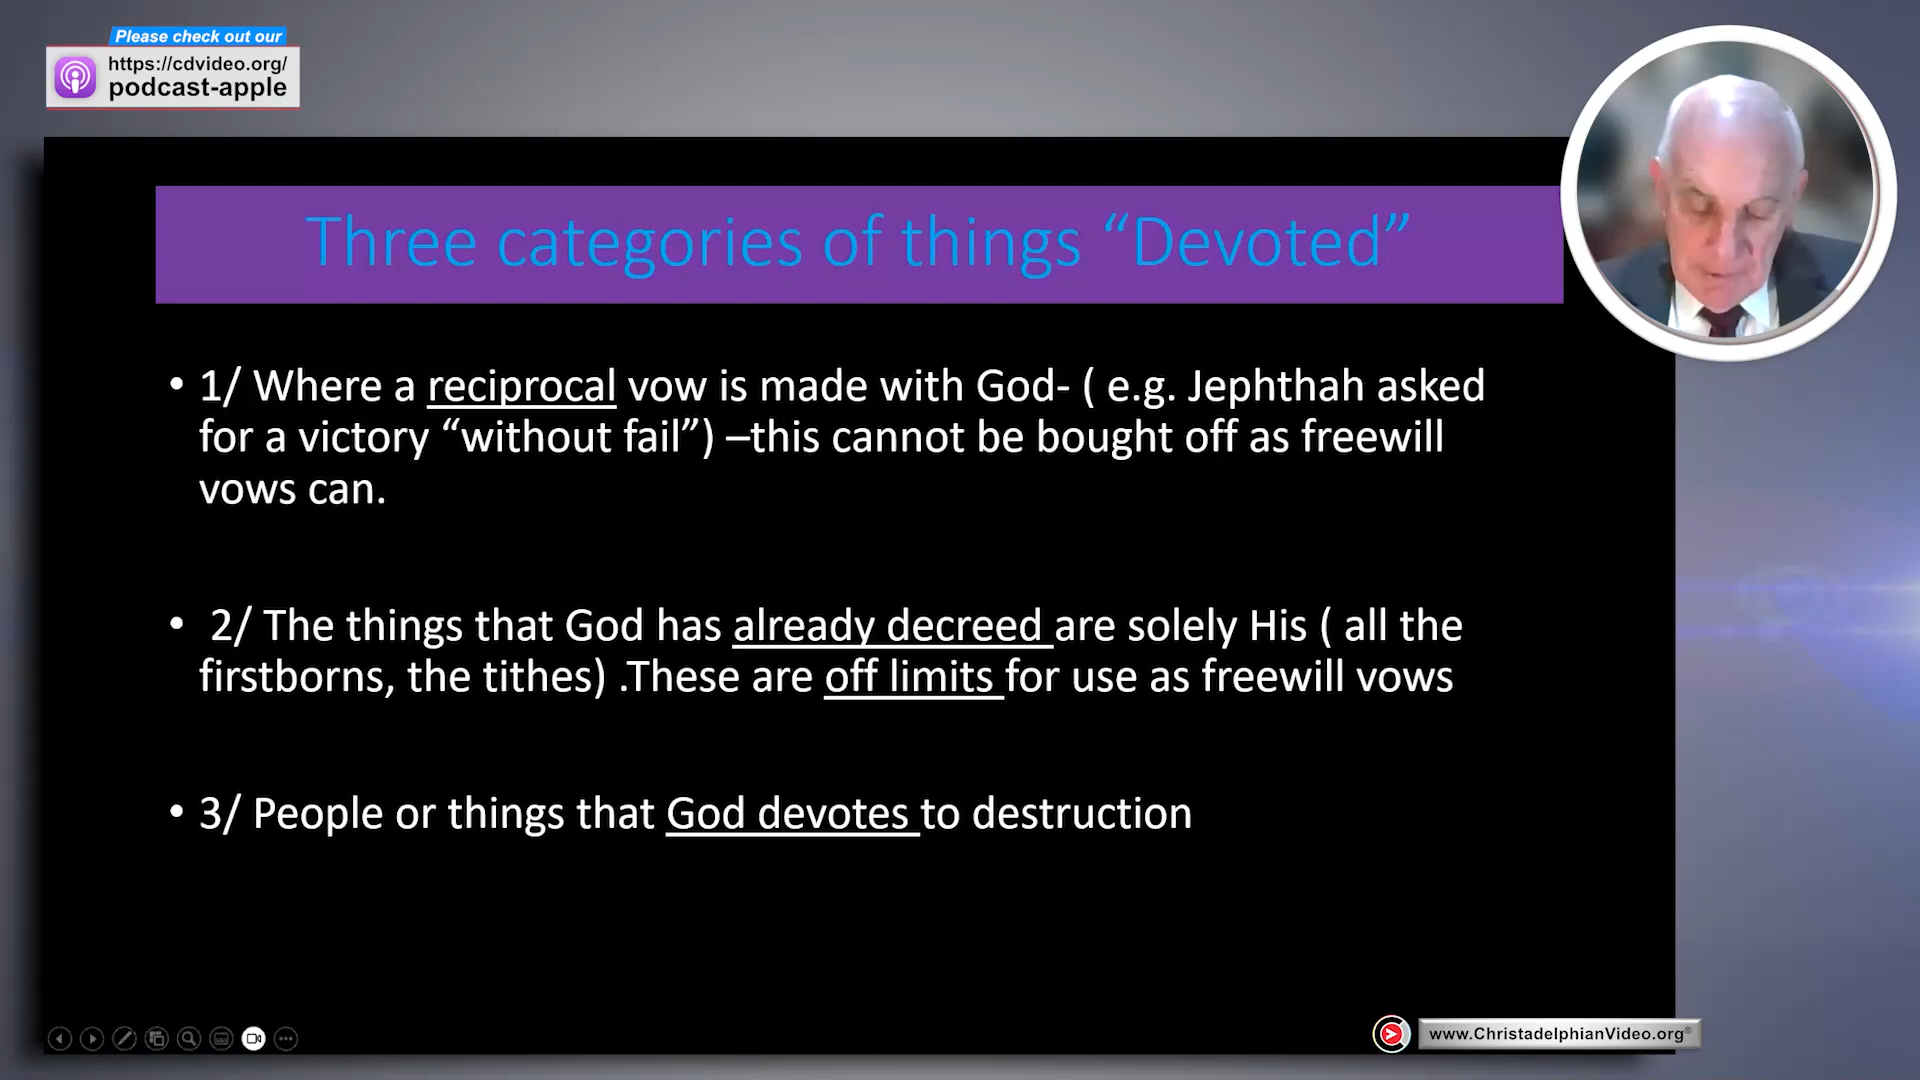 Please check out our
https://cdvideo.org/
podcast-apple
Three categories of things “Devoted”
• 1/ Where a reciprocal vow is made with God- ( e.g. Jephthah asked
for a victory “without fail”) –this cannot be bought off as freewill
vows can.
• 2/ The things that God has already decreed are solely His ( all the
firstborns, the tithes) .These are off limits for use as freewill vows
• 3/ People or things that God devotes to destruction
www.ChristadelphianVideo.org®